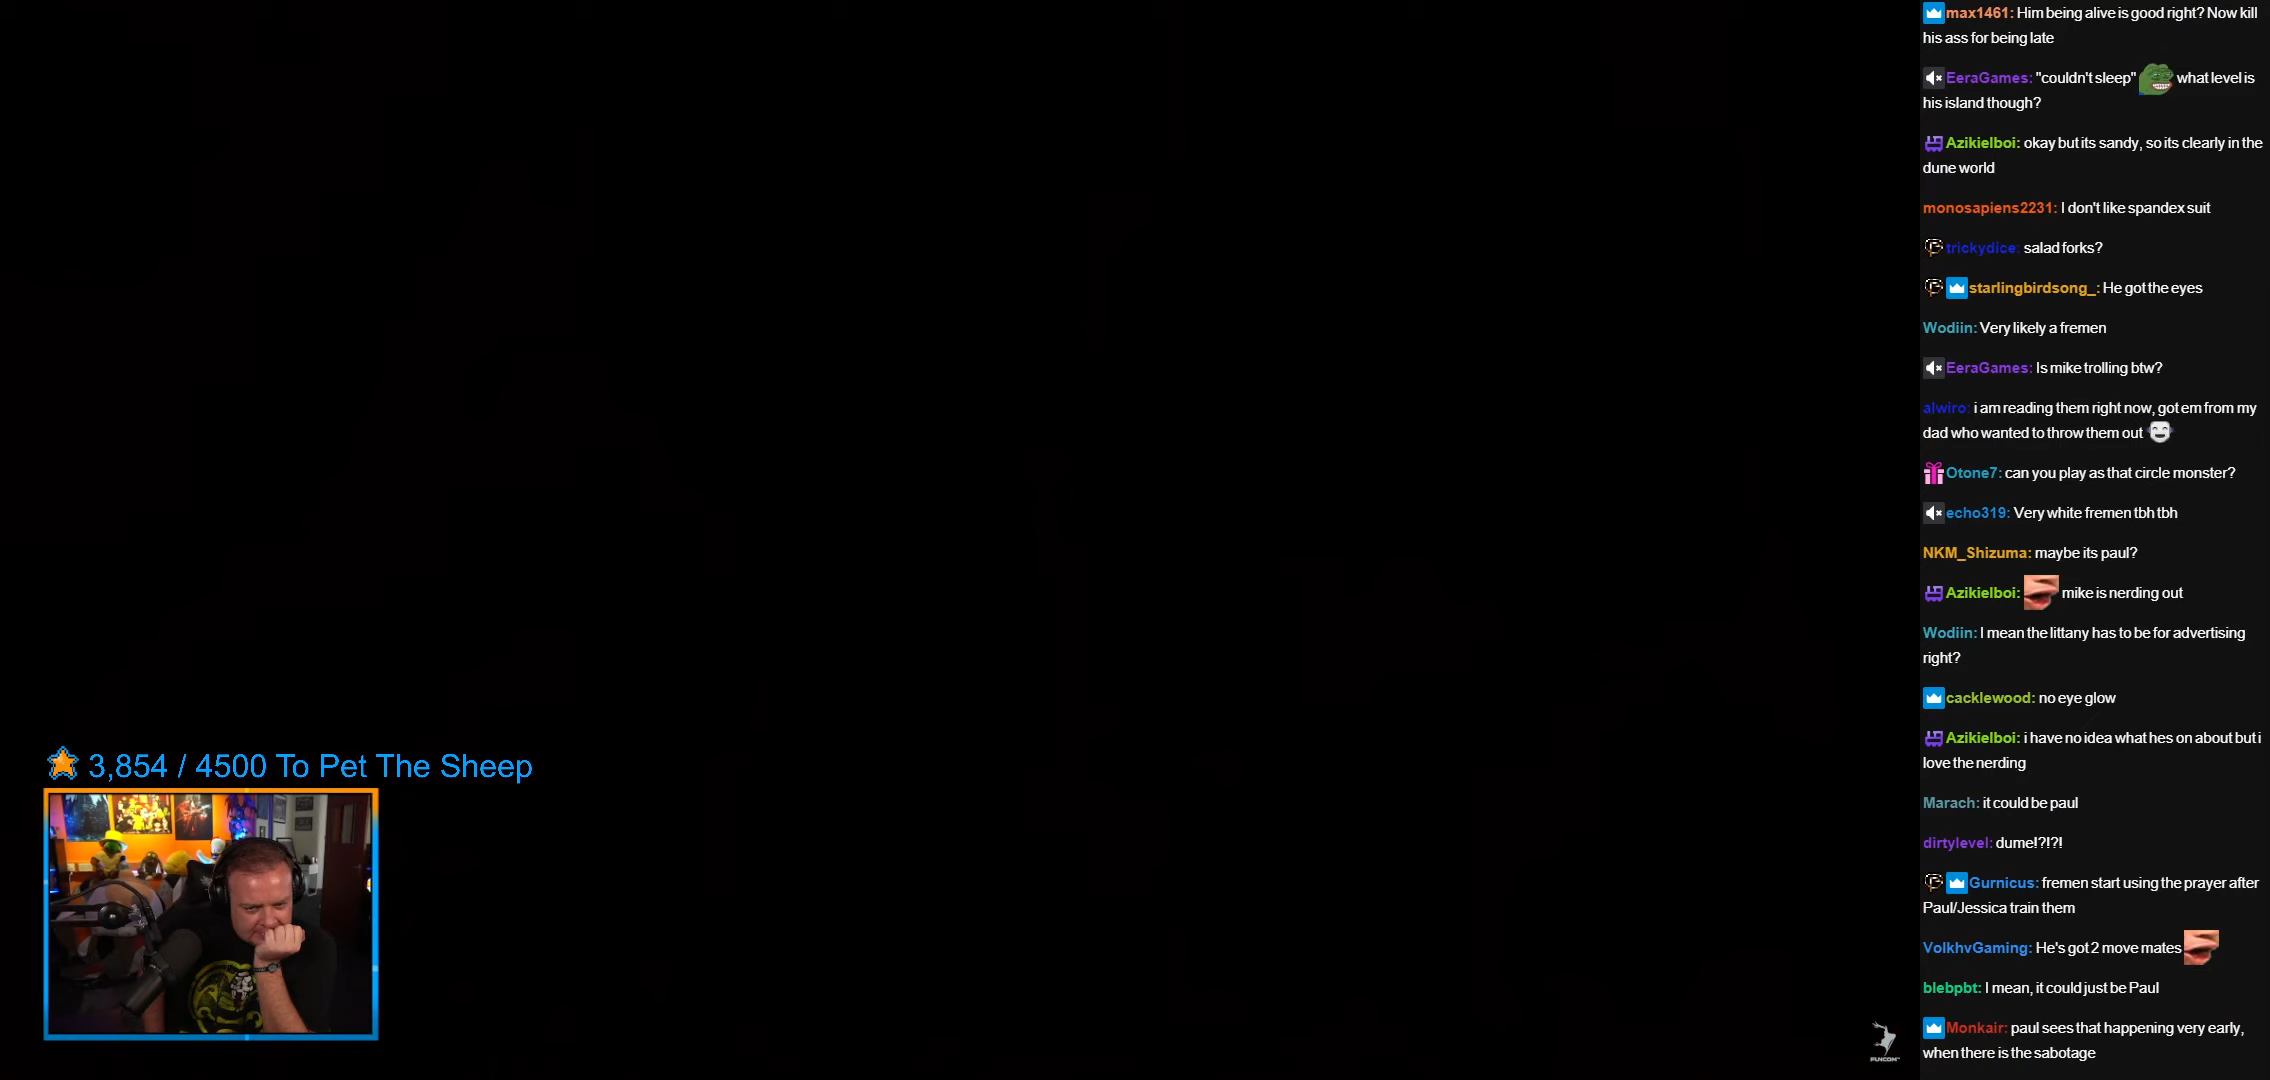 max1461: Him being alive is good right? Now kill
his ass for being late
EeraGames: "couldn't sleep" what level is
his island though?
Azikielboi: okay but its sandy, so its clearly in the
dune world
monosapiens2231: I don't like spandex suit
trickydice: salad forks?
starlingbirdsong_: He got the eyes
Wodiin: Very likely a fremen
EeraGames: Is mike trolling btw?
alwiro: i am reading them right now, got em from my
dad who wanted to throw them out
Otone7: can you play as that circle monster?
echo319: Very white fremen tbh tbh
NKM_Shizuma: maybe its paul?
Azikielboi: mike is nerding out
Wodiin: I mean the littany has to be for advertising
right?
cacklewood: no eye glow
Azikielboi: i have no idea what hes on about but i
love the nerding
Marach: it could be paul
dirtylevel: dume!?!?!
Gurnicus: fremen start using the prayer after
Paul/Jessica train them
VolkhvGaming: He's got 2 move mates
blebpbt: I mean, it could just be Paul
Monkair: paul sees that happening very early,
when there is the sabotage
3,854 / 4500 To Pet The Sheep
FUNCOM